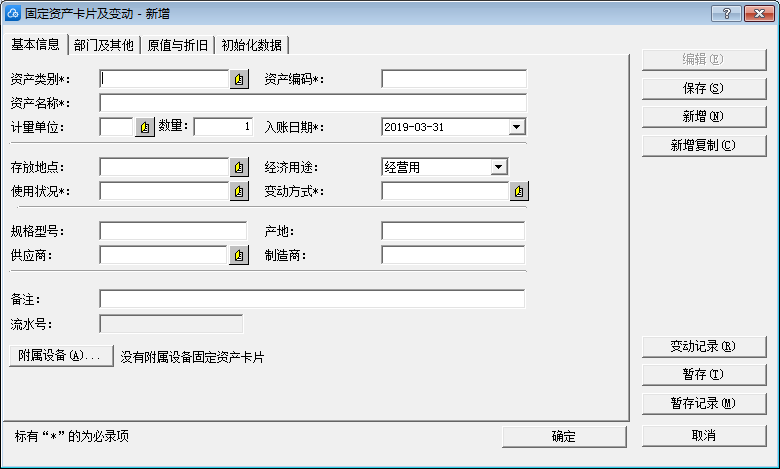 固定资产卡片及变动 - 新增
基本信息 部门及其他 原值与折旧 初始化数据
资产类别*: 资产编码*:
资产名称*:
计量单位: 数量: 1 入账日期*: 2019-03-31
存放地点: 经济用途: 经营用
使用状况*: 变动方式*:
规格型号: 产地:
供应商: 制造商:
备注:
流水号:
附属设备(A)... 没有附属设备固定资产卡片
标有“*”的为必录项
确定
编辑(E)
保存(S)
新增(N)
新增复制(C)
变动记录(R)
暂存(T)
暂存记录(M)
取消